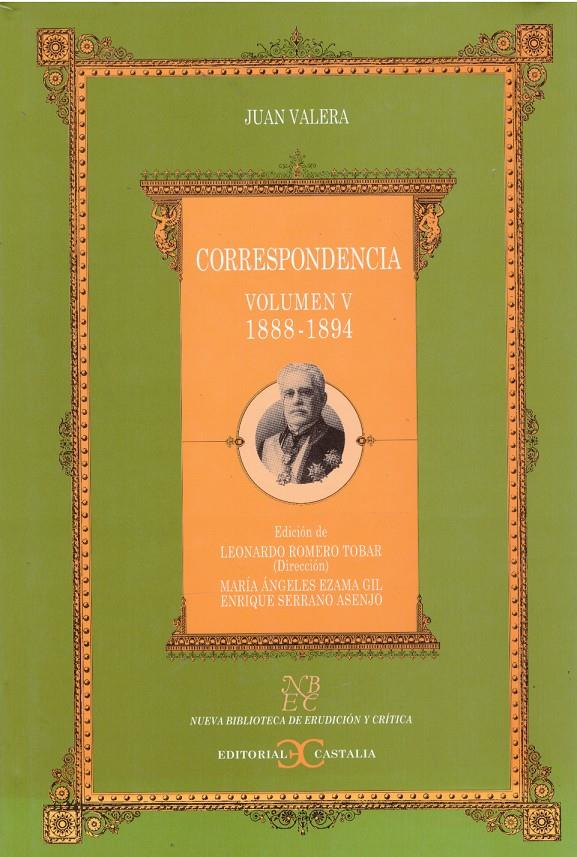 JUAN VALERA
CORRESPONDENCIA
VOLUMEN V
1888-1894
Edición de
LEONARDO ROMERO TOBAR
(Dirección)
MARÍA ÁNGELES EZAMA GIL
ENRIQUE SERRANO ASENJO
NB
EC
NUEVA BIBLIOTECA DE ERUDICIÓN Y CRÍTICA
EDITORIAL EC CASTALIA